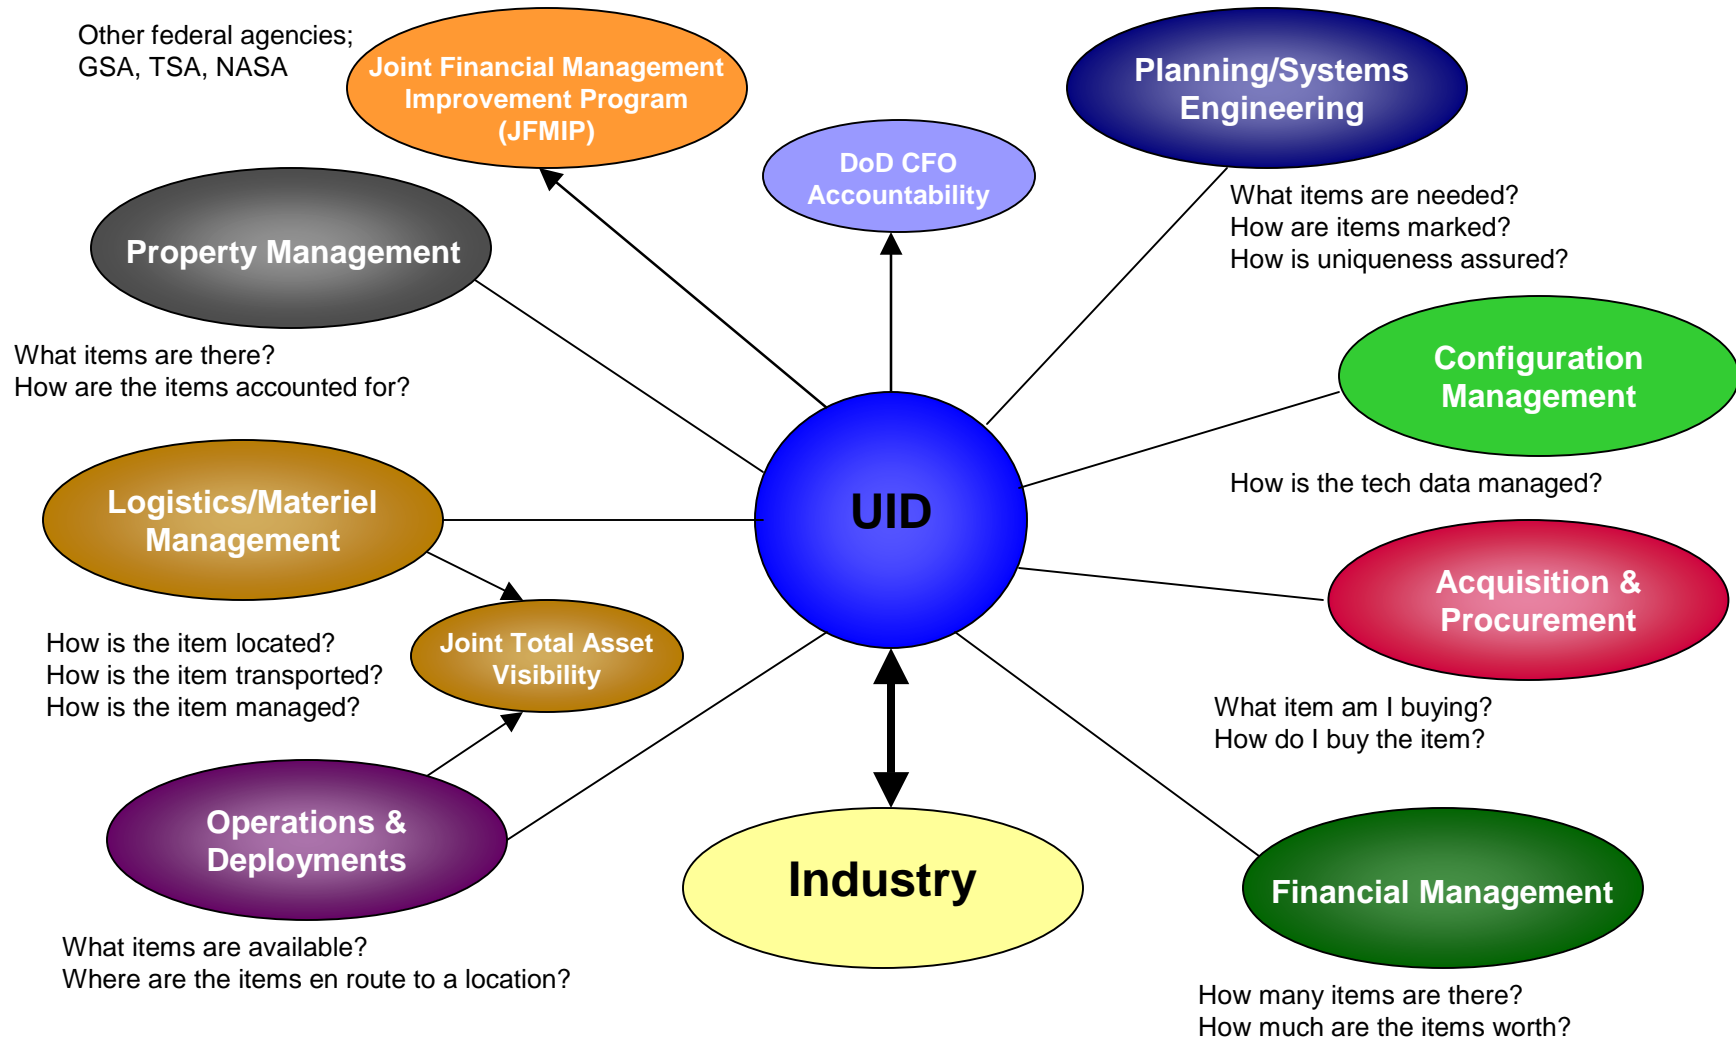 Other federal agencies;
GSA, TSA, NASA
Joint Financial Management
Improvement Program
(JFMIP)
Planning/Systems
Engineering
DoD CFO
Accountability
What items are needed?
How are items marked?
How is uniqueness assured?
Property Management
What items are there?
How are the items accounted for?
Configuration
Management
How is the tech data managed?
Logistics/Materiel
Management
UID
Acquisition &
Procurement
How is the item located?
How is the item transported?
How is the item managed?
Joint Total Asset
Visibility
What item am I buying?
How do I buy the item?
Operations &
Deployments
Industry
Financial Management
What items are available?
Where are the items en route to a location?
How many items are there?
How much are the items worth?